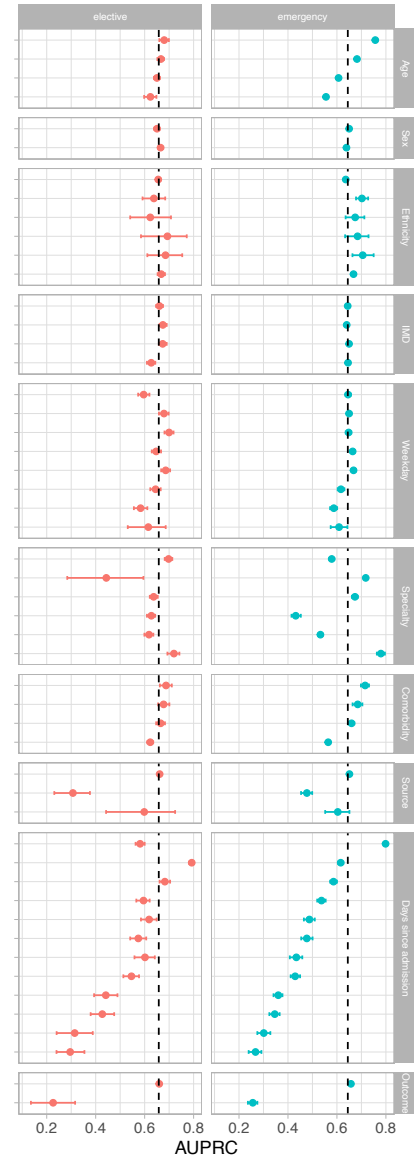 elective
emergency
Age
Sex
Ethnicity
IMD
Weekday
Specialty
Comorbidity
Source
Days since admission
Outcome
0.2 0.4 0.6 0.8 0.2 0.4 0.6 0.8
AUPRC